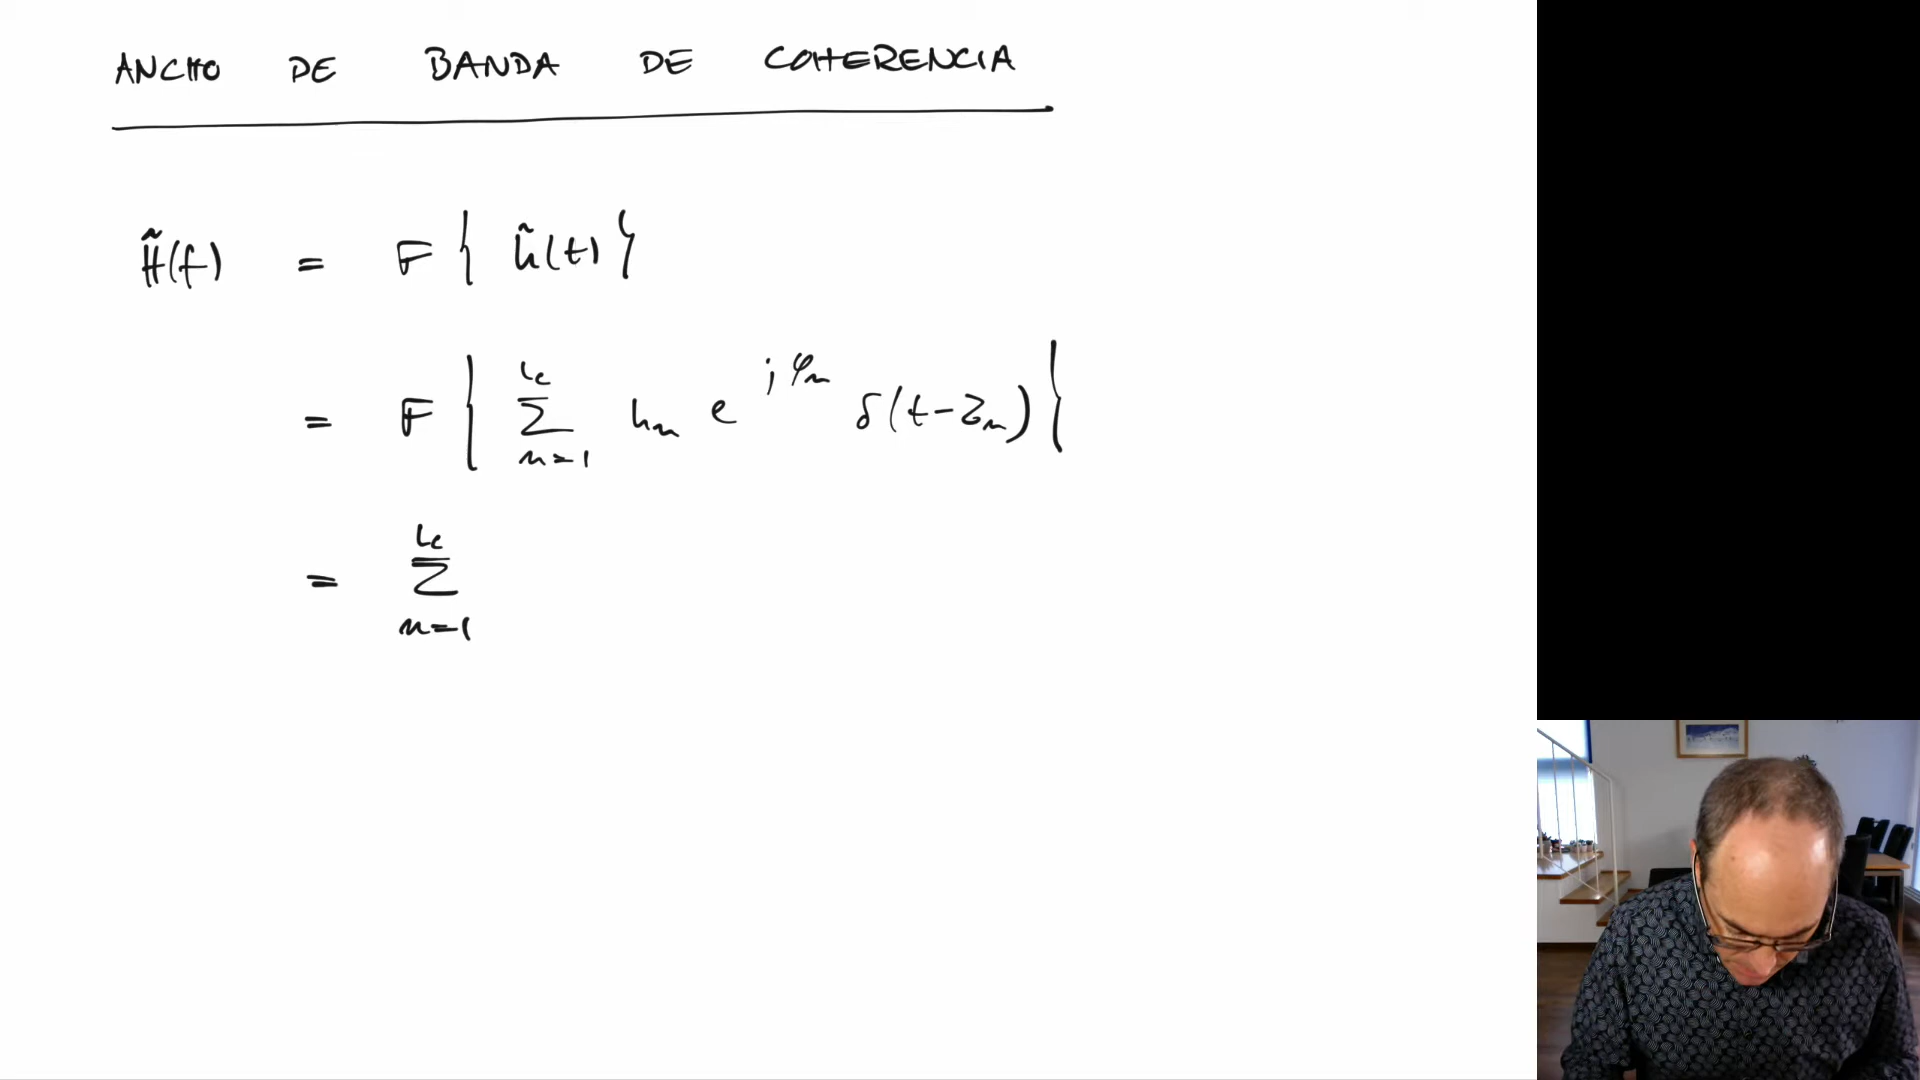 ANCHO DE BANDA DE COHERENCIA
H̃(f) = F{ h̃(t) }
= F{ Σ_{n=1}^{Lc} hₙ e^{jφₙ} δ(t-τₙ) }
= Σ_{n=1}^{Lc}